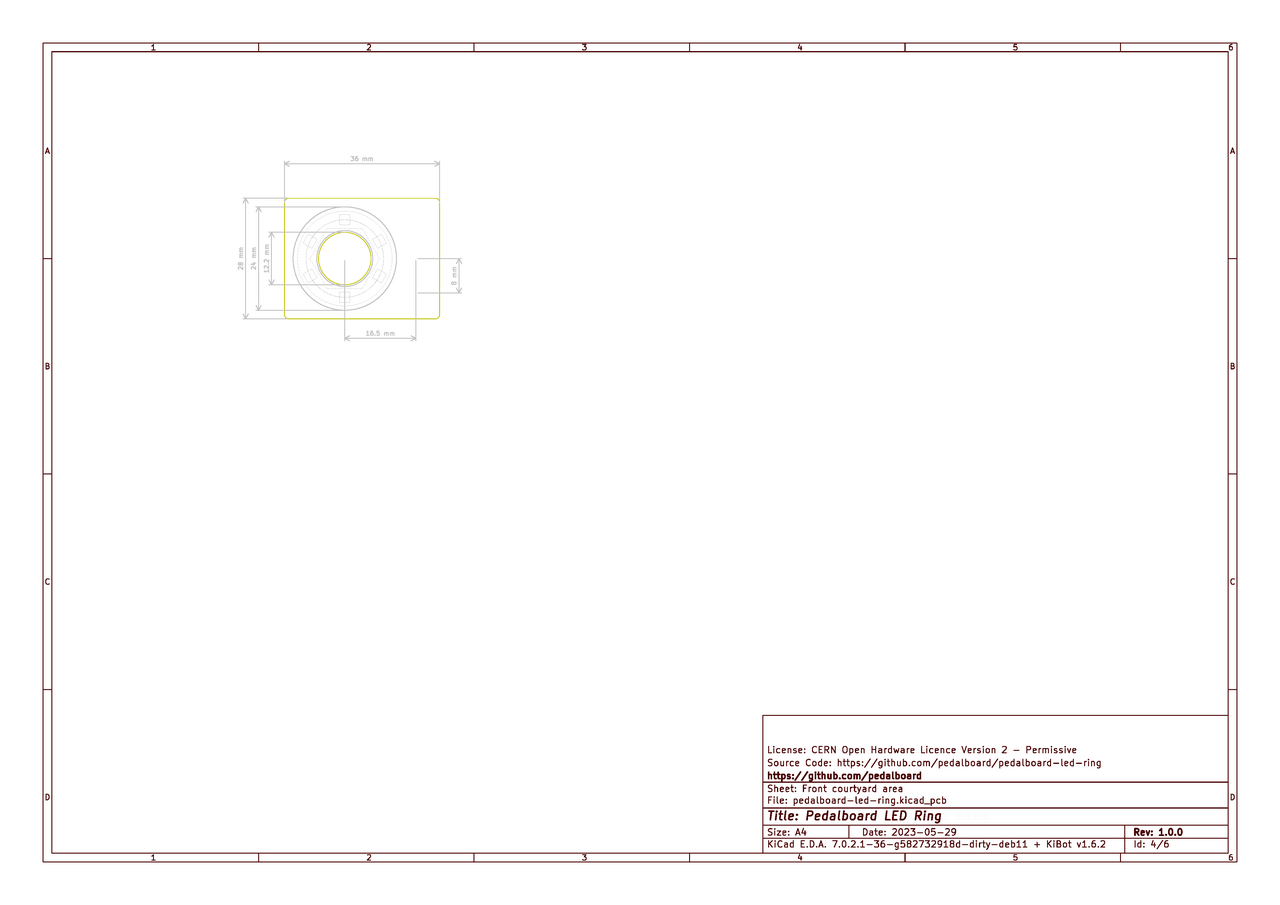 1 2 3 4 5 6
A A
36 mm
28 mm
24 mm
12.2 mm
8 mm
16.5 mm
B B
C C
License: CERN Open Hardware Licence Version 2 - Permissive
Source Code: https://github.com/pedalboard/pedalboard-led-ring
https://github.com/pedalboard
Sheet: Front courtyard area
D D
File: pedalboard-led-ring.kicad_pcb
Title: Pedalboard LED Ring
Size: A4 Date: 2023-05-29 Rev: 1.0.0
KiCad E.D.A. 7.0.2.1-36-g582732918d-dirty-deb11 + KiBot v1.6.2 Id: 4/6
1 2 3 4 5 6